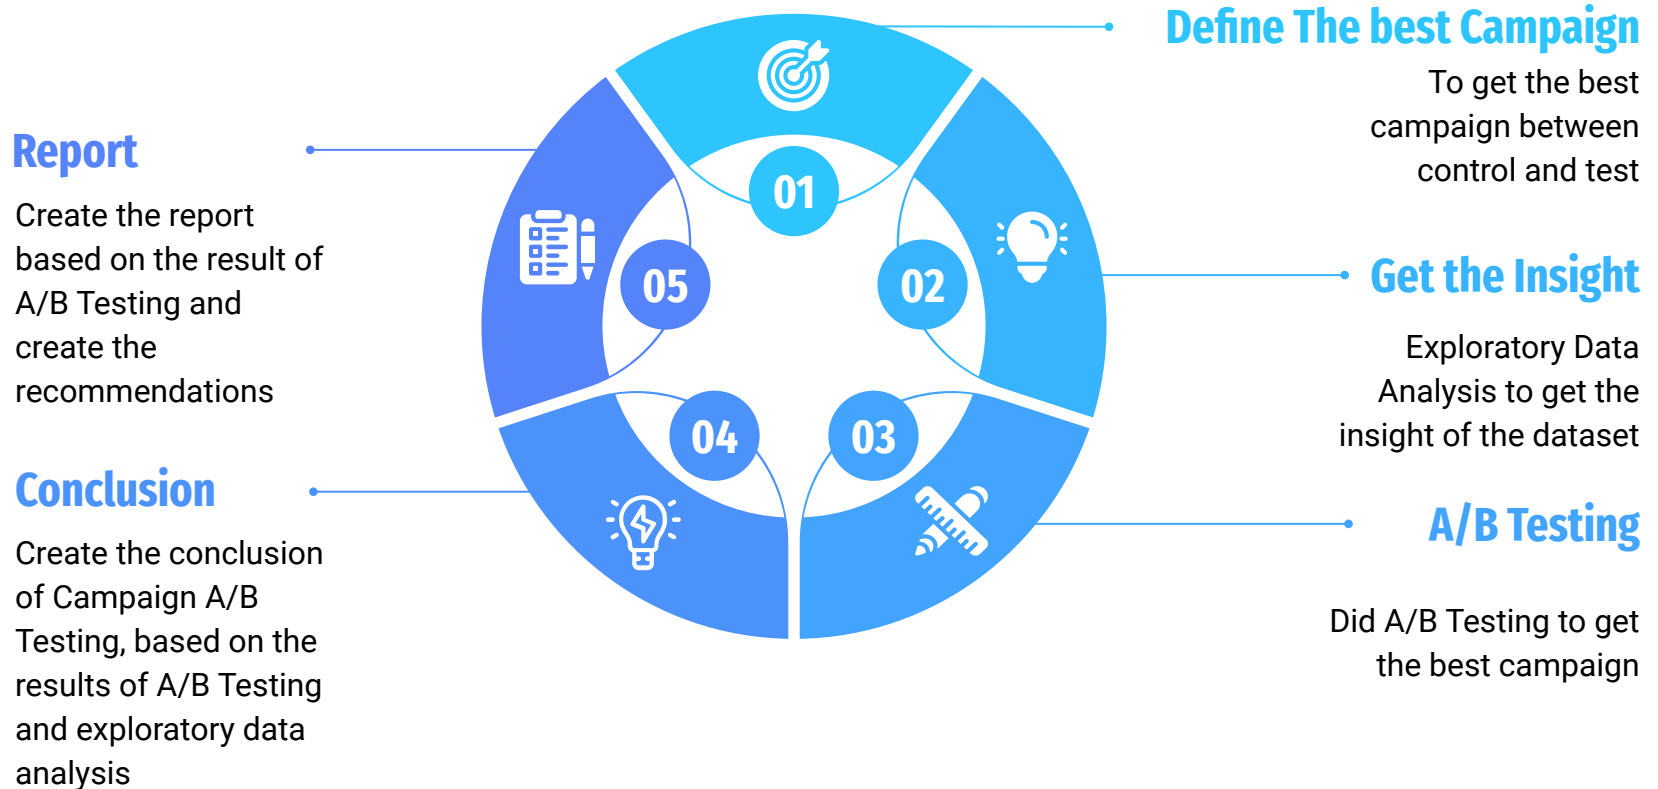 Define The best Campaign
To get the best
campaign between
control and test
01
Get the Insight
Exploratory Data
Analysis to get the
insight of the dataset
02
A/B Testing
Did A/B Testing to get
the best campaign
03
Conclusion
Create the conclusion
of Campaign A/B
Testing, based on the
results of A/B Testing
and exploratory data
analysis
04
Report
Create the report
based on the result of
A/B Testing and
create the
recommendations
05